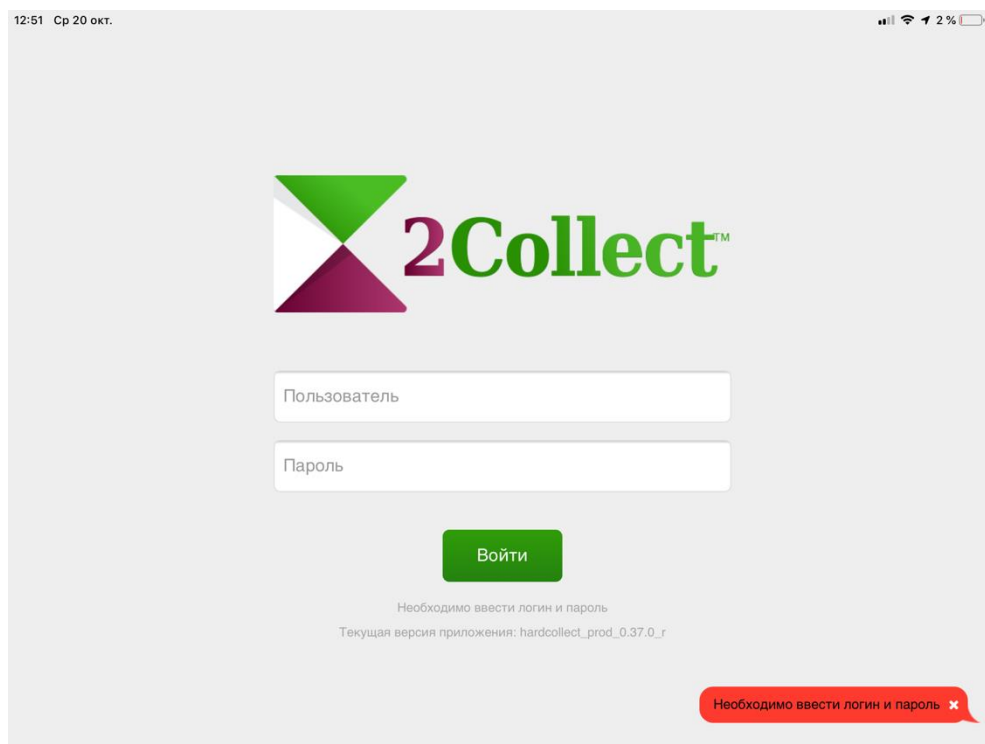 12:51 Ср 20 окт. 2 %
2Collect™
Пользователь
Пароль
Войти
Необходимо ввести логин и пароль
Текущая версия приложения: hardcollect_prod_0.37.0_r
Необходимо ввести логин и пароль